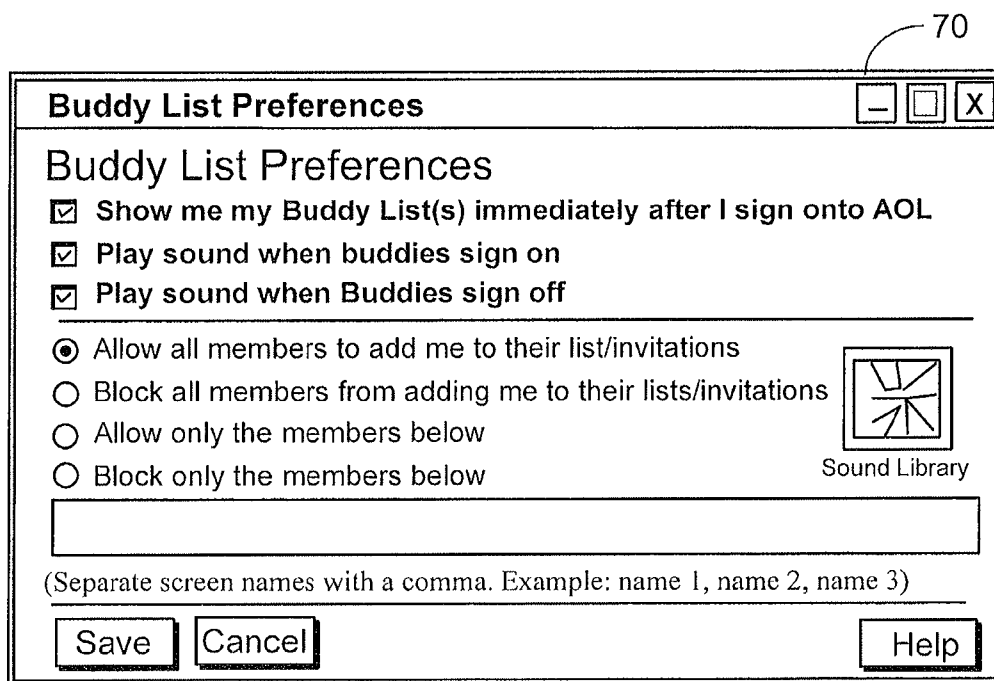 70
Buddy List Preferences
Buddy List Preferences
Show me my Buddy List(s) immediately after I sign onto AOL
Play sound when buddies sign on
Play sound when Buddies sign off
Allow all members to add me to their list/invitations
Block all members from adding me to their lists/invitations
Allow only the members below
Block only the members below
Sound Library
(Separate screen names with a comma. Example: name 1, name 2, name 3)
Save Cancel Help